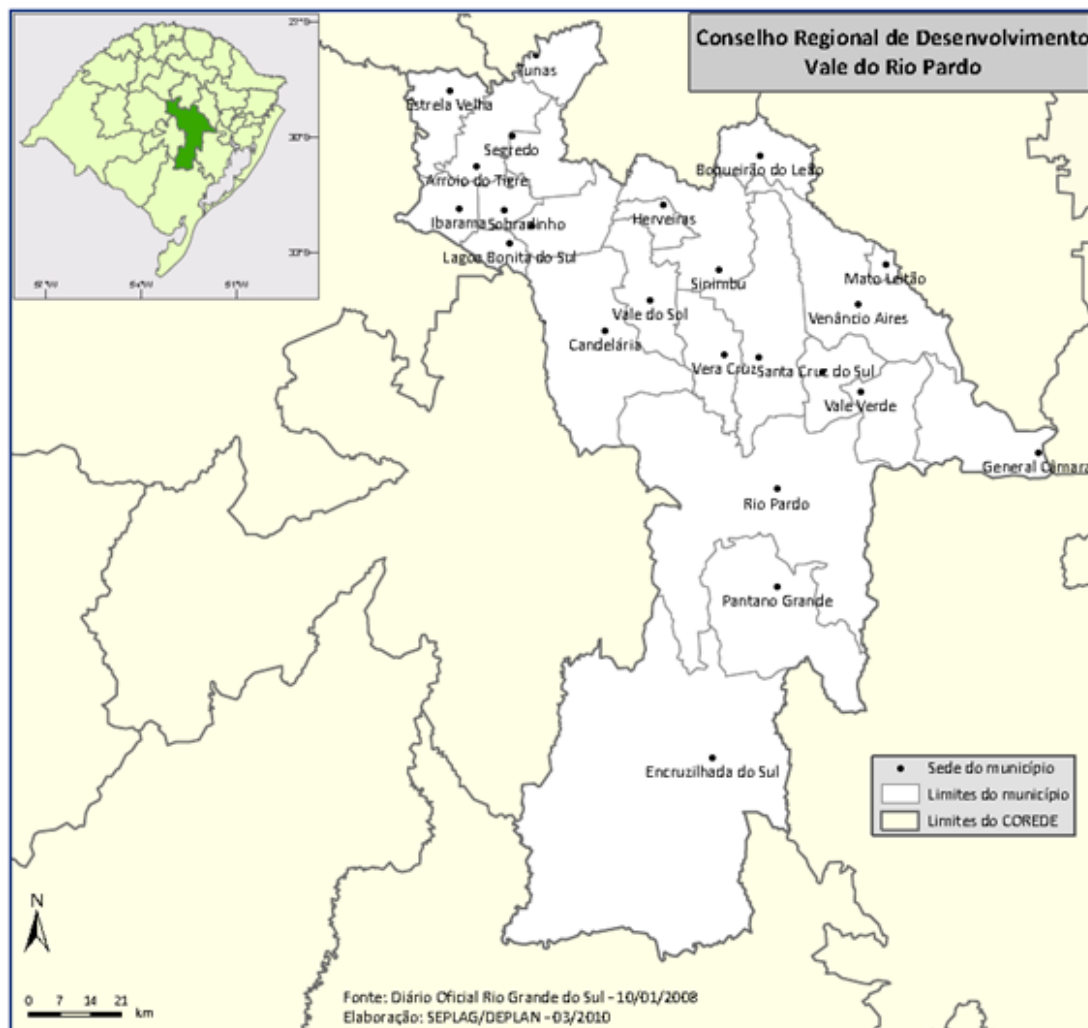 Conselho Regional de Desenvolvimento
Vale do Rio Pardo
Tunas
Estrela Velha
Segredo
Boqueirão do Leão
Arroio do Tigre
Ibarama
Sobradinho
Herveiras
Lagoa Bonita do Sul
Sinimbu
Mato Leitão
Vale do Sol
Venâncio Aires
Candelária
Vera Cruz
Santa Cruz do Sul
Vale Verde
General Câmara
Rio Pardo
Pantano Grande
Encruzilhada do Sul
Sede do município
Limites do município
Limites do COREDE
N
0 7 14 21
km
Fonte: Diário Oficial Rio Grande do Sul - 10/01/2008
Elaboração: SEPLAG/DEPLAN - 03/2010